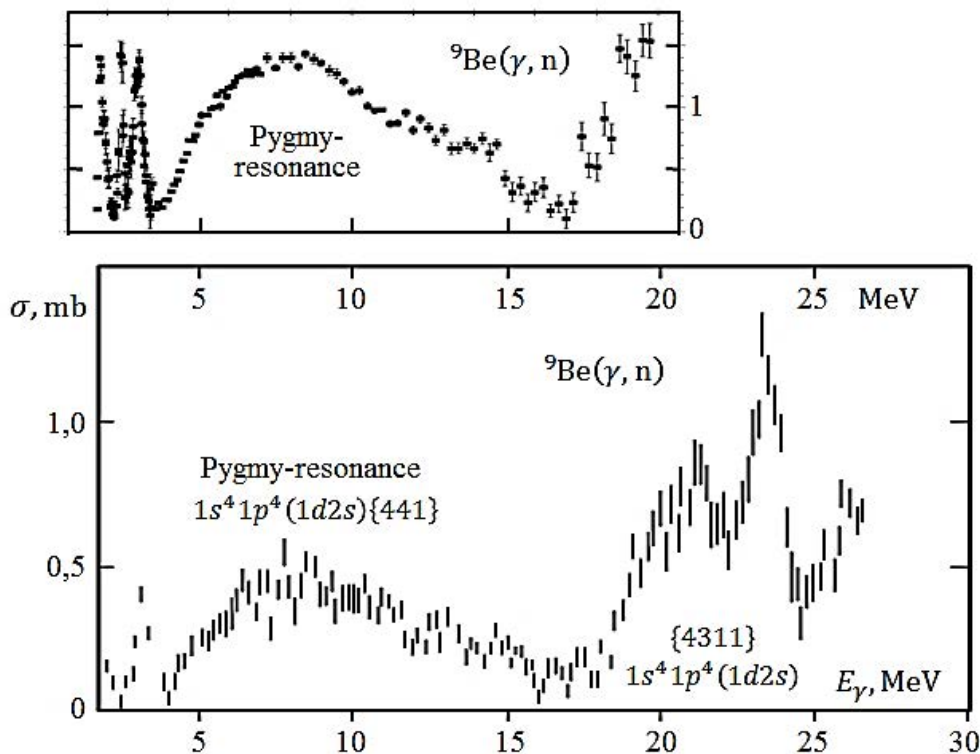 ⁹Be(γ, n)
1
Pygmy-
resonance
0
5 10 15 20 25 MeV
σ, mb
⁹Be(γ, n)
1,0
Pygmy-resonance
1s⁴1p⁴(1d2s){441}
0,5
{4311}
1s⁴1p⁴(1d2s)
E_γ, MeV
0
5 10 15 20 25 30